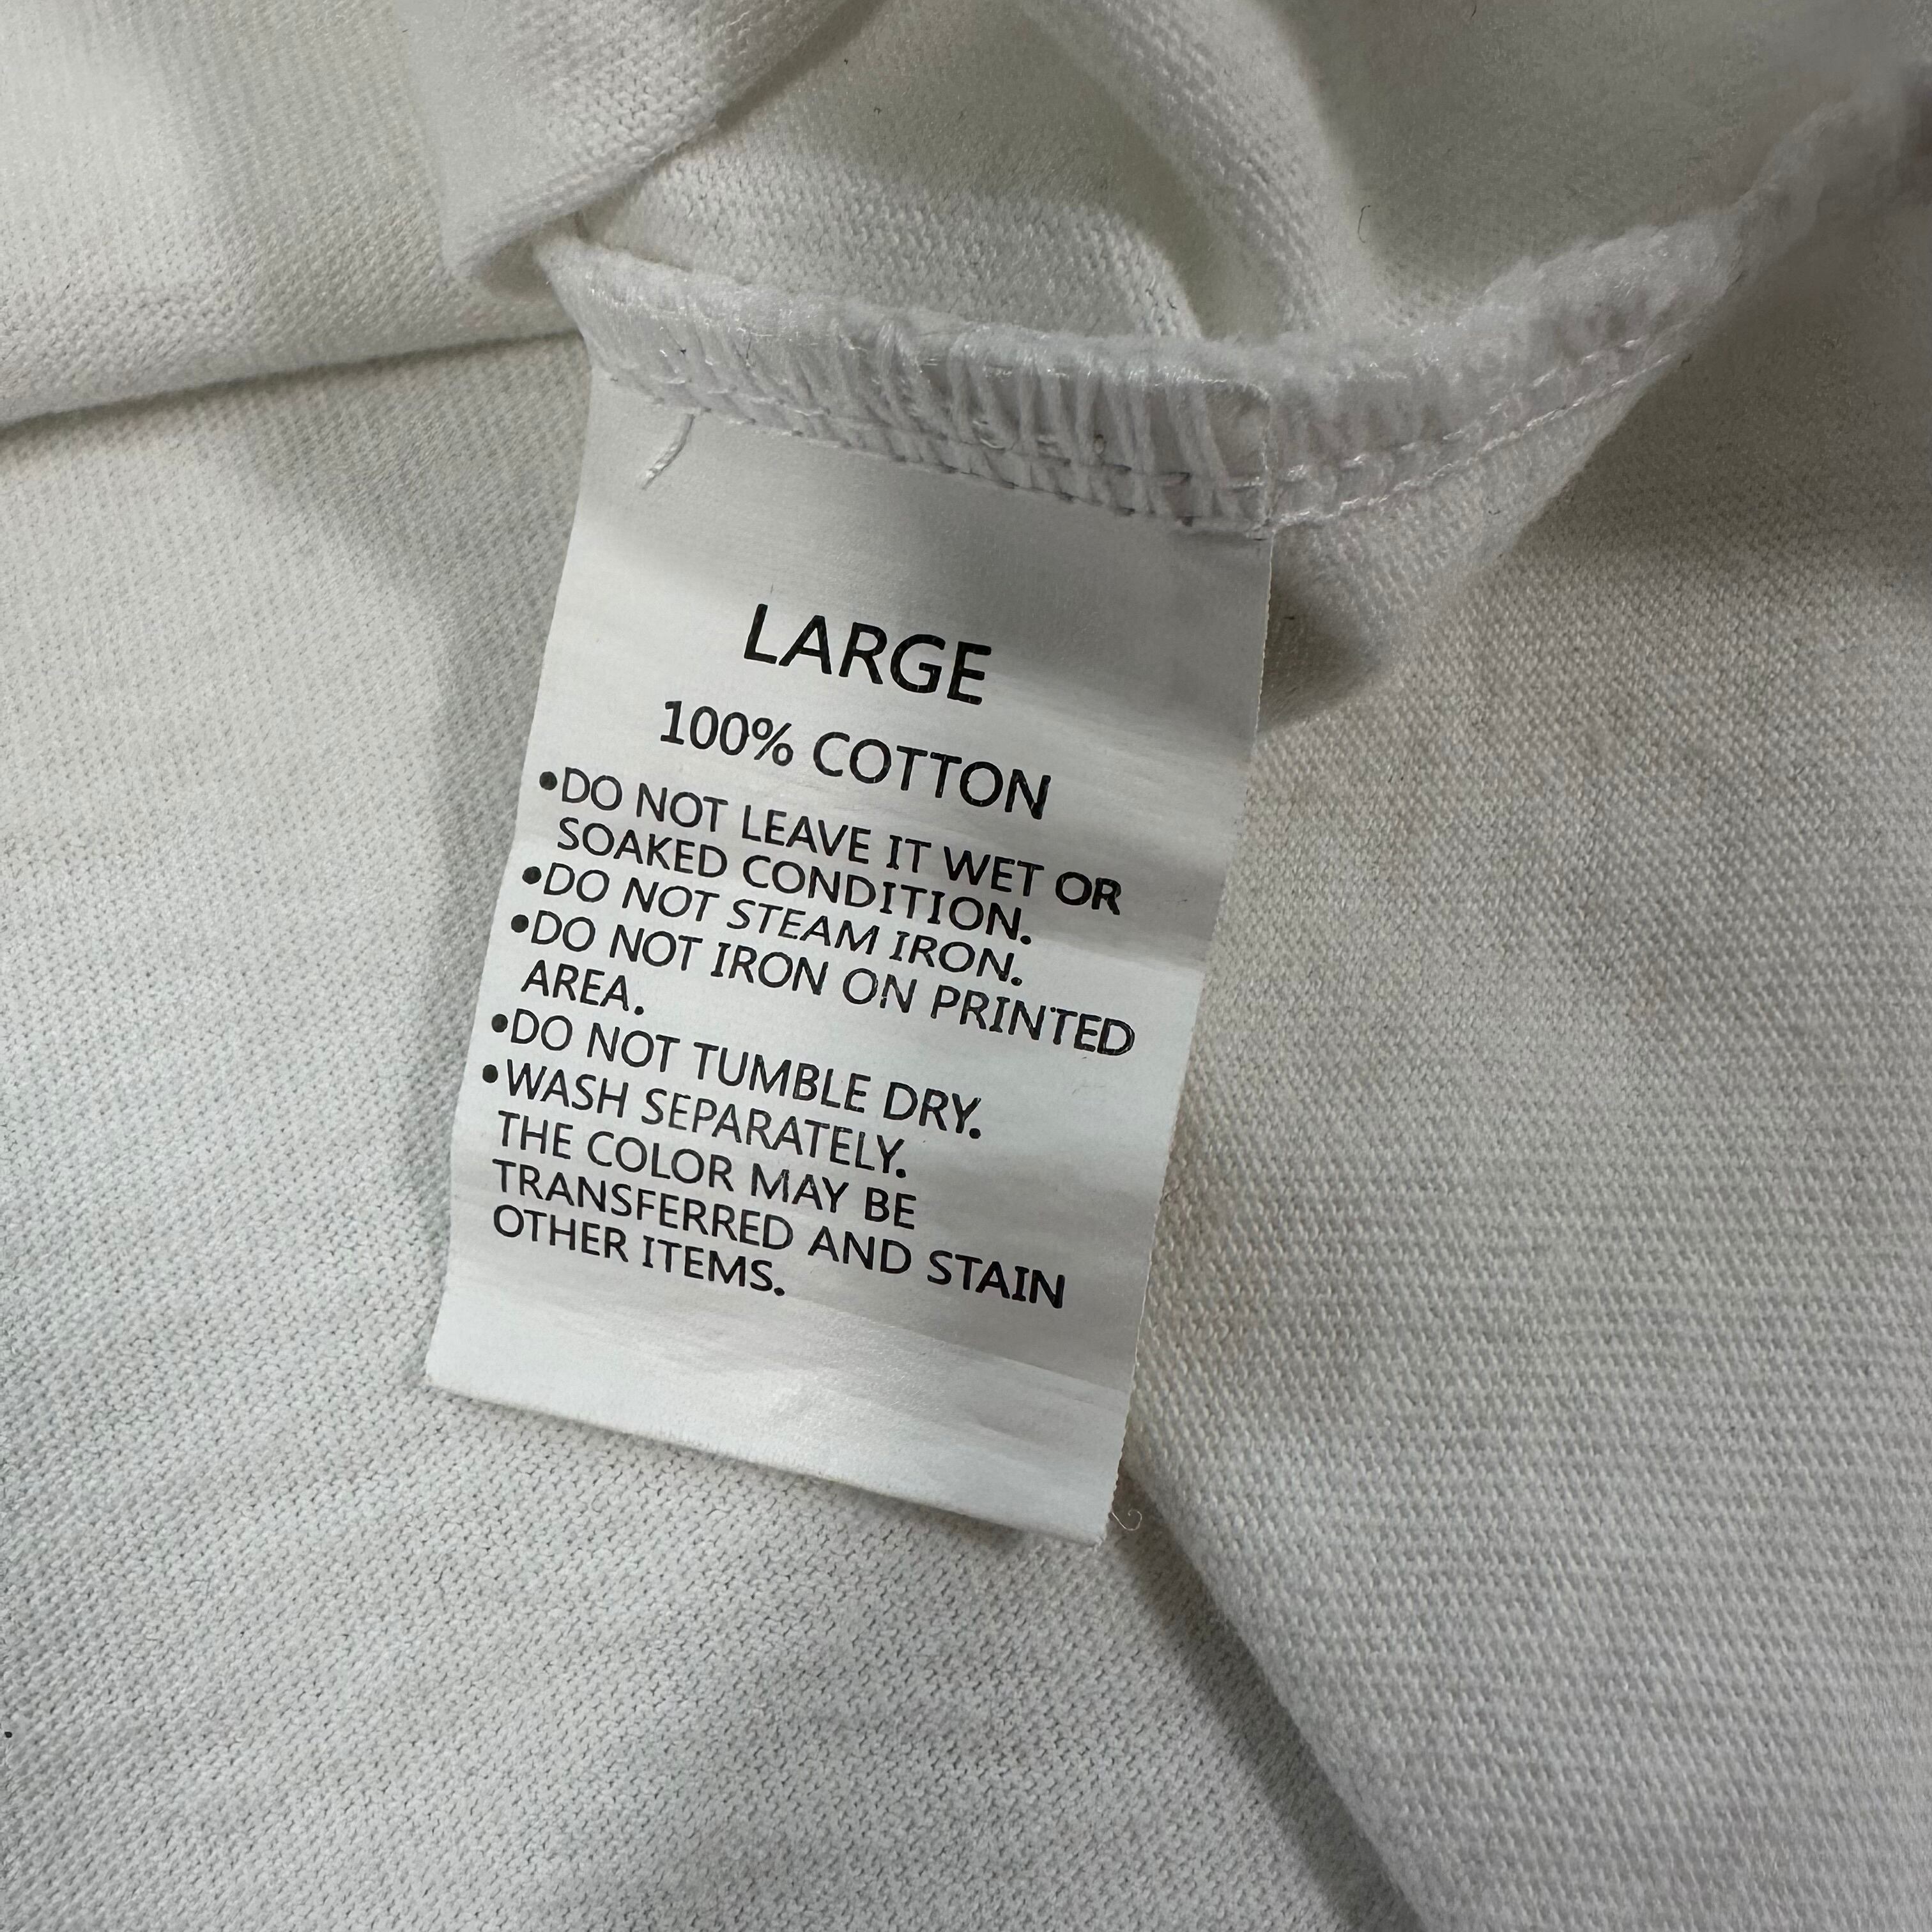 LARGE
100% COTTON
•DO NOT LEAVE IT WET OR
SOAKED CONDITION.
•DO NOT STEAM IRON.
•DO NOT IRON ON PRINTED
AREA.
•DO NOT TUMBLE DRY.
•WASH SEPARATELY.
THE COLOR MAY BE
TRANSFERRED AND STAIN
OTHER ITEMS.